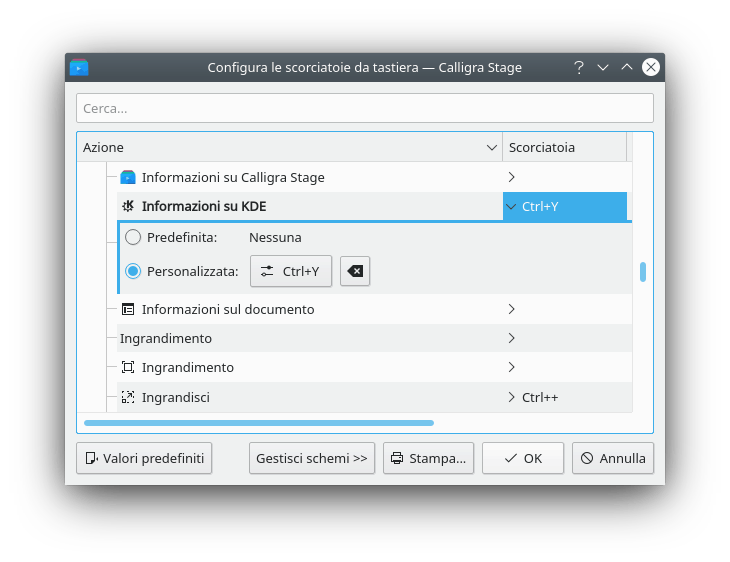 Configura le scorciatoie da tastiera — Calligra Stage
Cerca...
Azione Scorciatoia
Informazioni su Calligra Stage
Informazioni su KDE Ctrl+Y
Predefinita: Nessuna
Personalizzata: Ctrl+Y
Informazioni sul documento
Ingrandimento
Ingrandimento
Ingrandisci Ctrl++
Valori predefiniti Gestisci schemi >> Stampa... OK Annulla